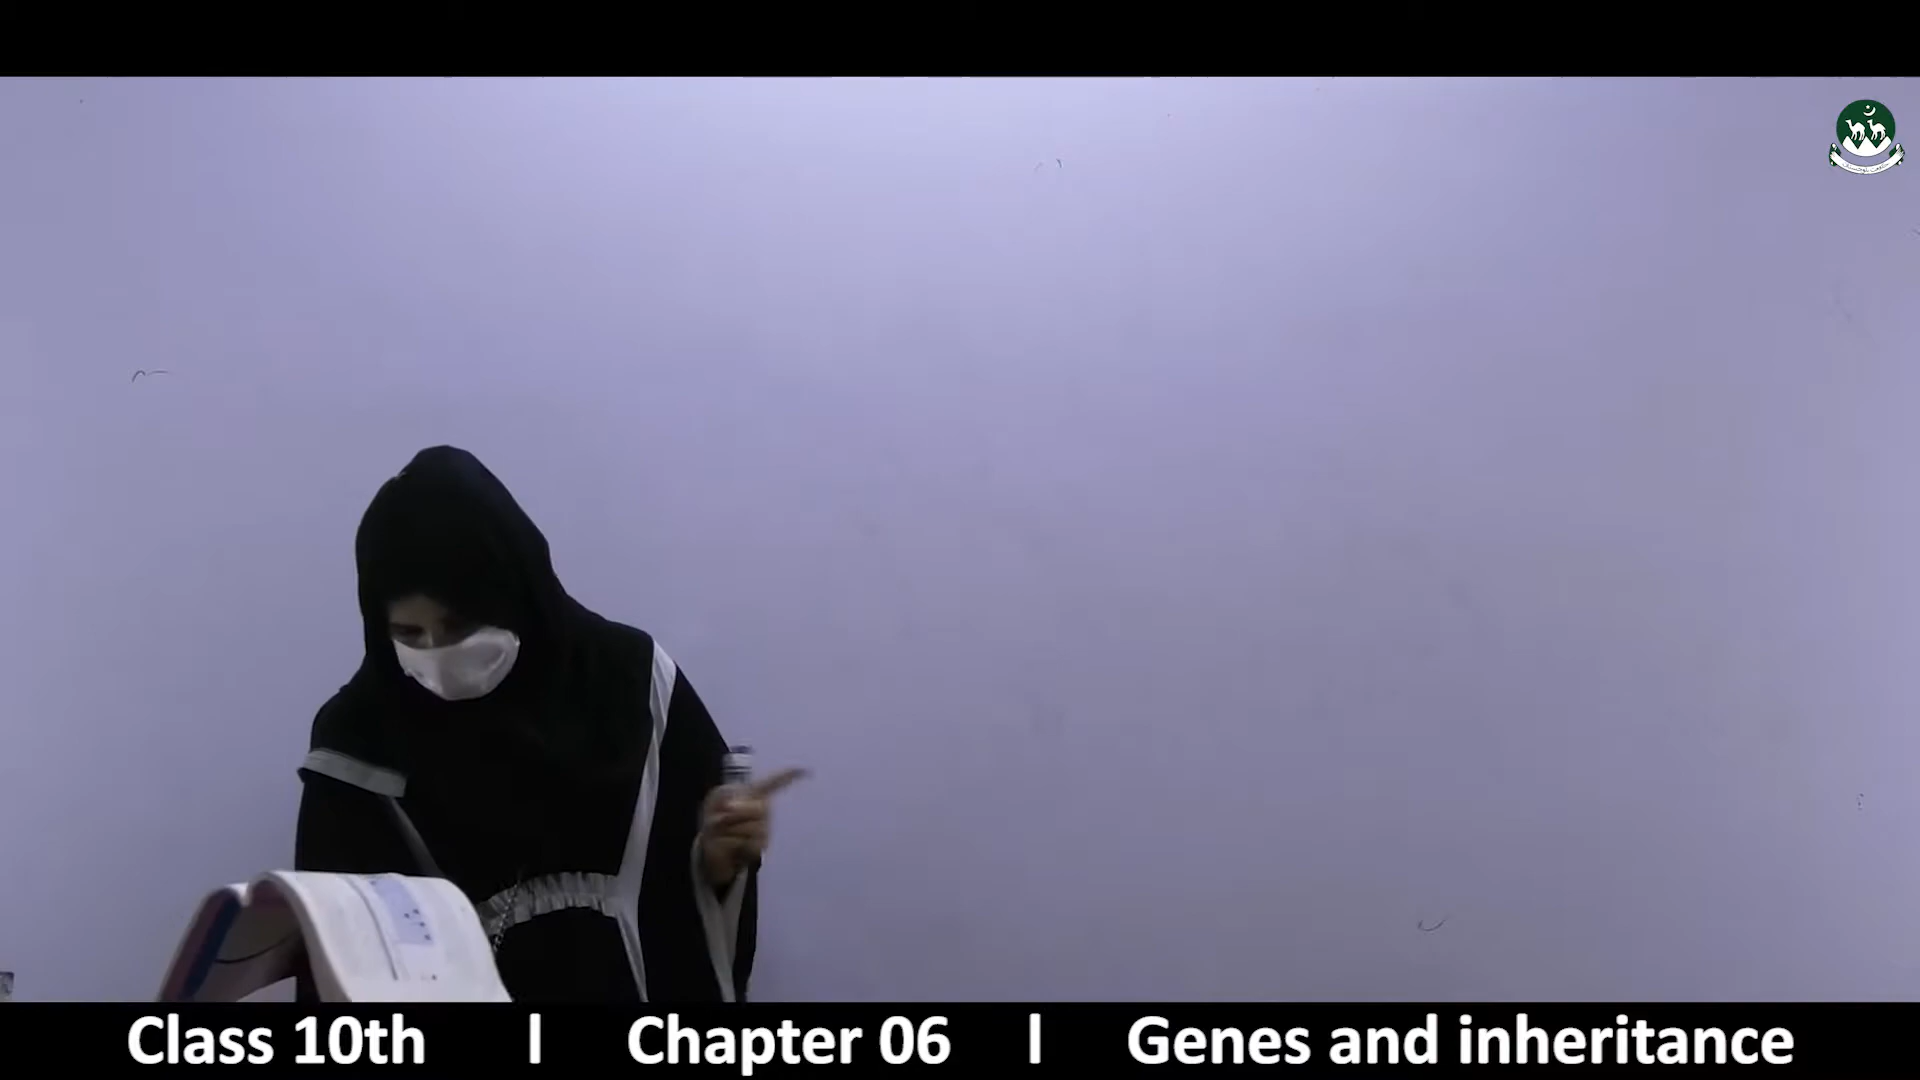 Class 10th l Chapter 06 l Genes and inheritance